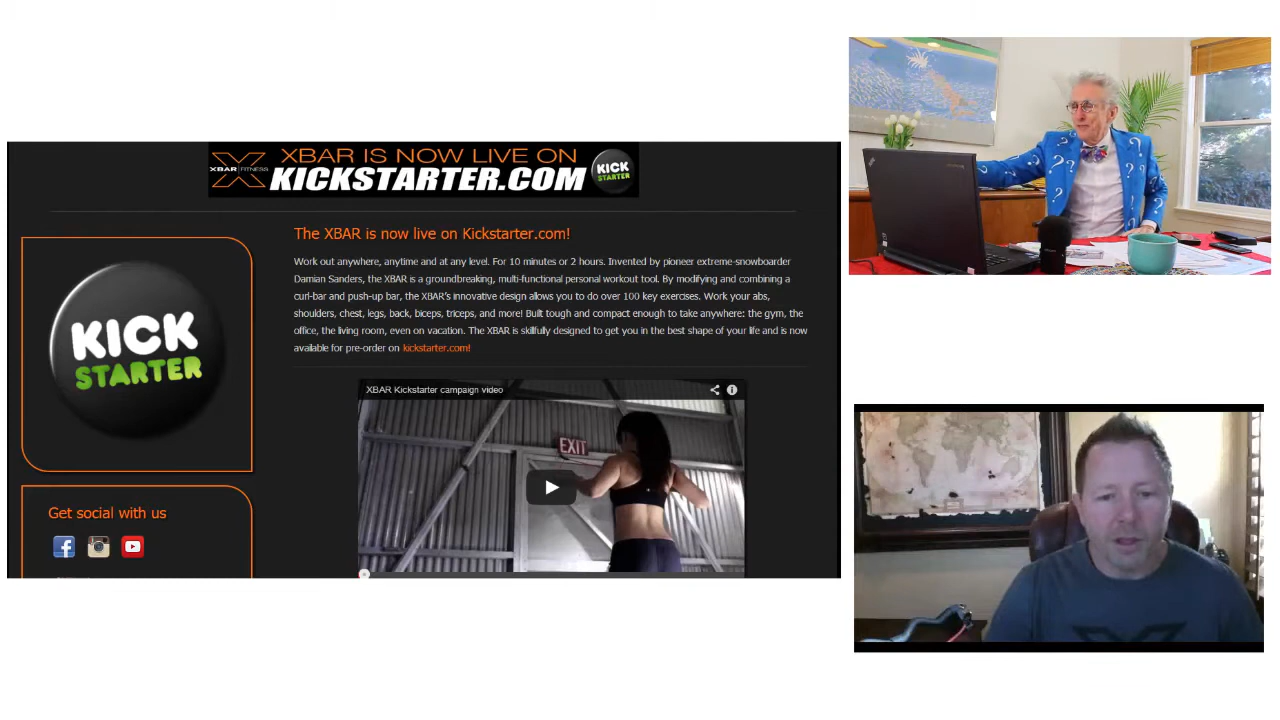 XBAR IS NOW LIVE ON
KICKSTARTER.COM
XBAR FITNESS
KICK
STARTER
The XBAR is now live on Kickstarter.com!
Work out anywhere, anytime and at any level. For 10 minutes or 2 hours. Invented by pioneer extreme-snowboarder
Damian Sanders, the XBAR is a groundbreaking, multi-functional personal workout tool. By modifying and combining a
curl-bar and push-up bar, the XBAR's innovative design allows you to do over 100 key exercises. Work your abs,
shoulders, chest, legs, back, biceps, triceps, and more! Built tough and compact enough to take anywhere: the gym, the
office, the living room, even on vacation. The XBAR is skilfully designed to get you in the best shape of your life and is now
available for pre-order on kickstarter.com!
KICK
STARTER
XBAR Kickstarter campaign video
EXIT
Get social with us
? ? ? ? ?